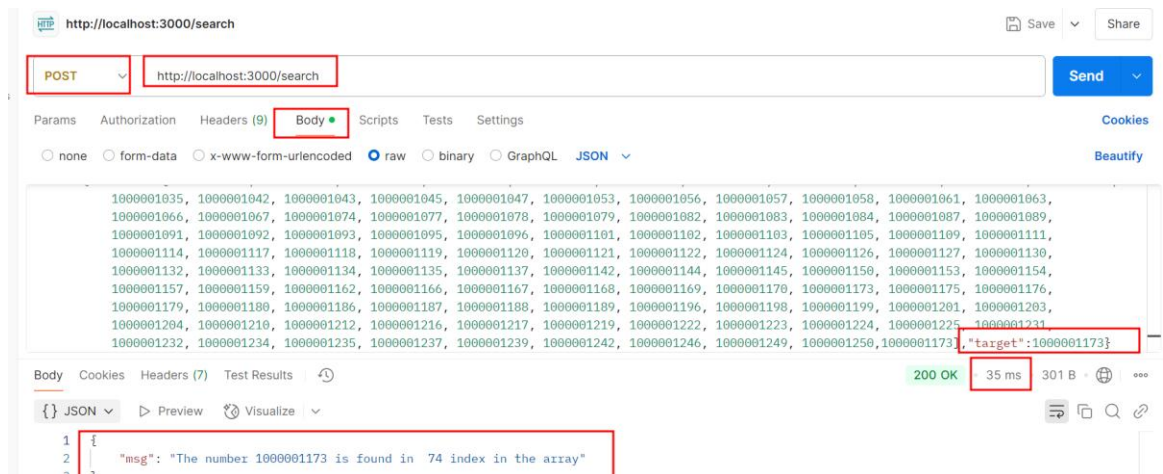 HTTP http://localhost:3000/search Save Share
POST http://localhost:3000/search Send
Params Authorization Headers (9) Body Scripts Tests Settings Cookies
none form-data x-www-form-urlencoded raw binary GraphQL JSON Beautify
1000001035, 1000001042, 1000001043, 1000001045, 1000001047, 1000001053, 1000001056, 1000001057, 1000001058, 1000001061, 1000001063,
1000001066, 1000001067, 1000001074, 1000001077, 1000001078, 1000001079, 1000001082, 1000001083, 1000001084, 1000001087, 1000001089,
1000001091, 1000001092, 1000001093, 1000001095, 1000001096, 1000001101, 1000001102, 1000001103, 1000001105, 1000001109, 1000001111,
1000001114, 1000001117, 1000001118, 1000001119, 1000001120, 1000001121, 1000001122, 1000001124, 1000001126, 1000001127, 1000001130,
1000001132, 1000001133, 1000001134, 1000001135, 1000001137, 1000001142, 1000001144, 1000001145, 1000001150, 1000001153, 1000001154,
1000001157, 1000001159, 1000001162, 1000001166, 1000001167, 1000001168, 1000001169, 1000001170, 1000001173, 1000001175, 1000001176,
1000001179, 1000001180, 1000001186, 1000001187, 1000001188, 1000001189, 1000001196, 1000001198, 1000001199, 1000001201, 1000001203,
1000001204, 1000001210, 1000001212, 1000001216, 1000001217, 1000001219, 1000001222, 1000001223, 1000001224, 1000001225, 1000001231,
1000001232, 1000001234, 1000001235, 1000001237, 1000001239, 1000001242, 1000001246, 1000001249, 1000001250,1000001173],"target":1000001173}
Body Cookies Headers (7) Test Results 200 OK 35 ms 301 B
{} JSON Preview Visualize
1 {
2 "msg": "The number 1000001173 is found in  74 index in the array"